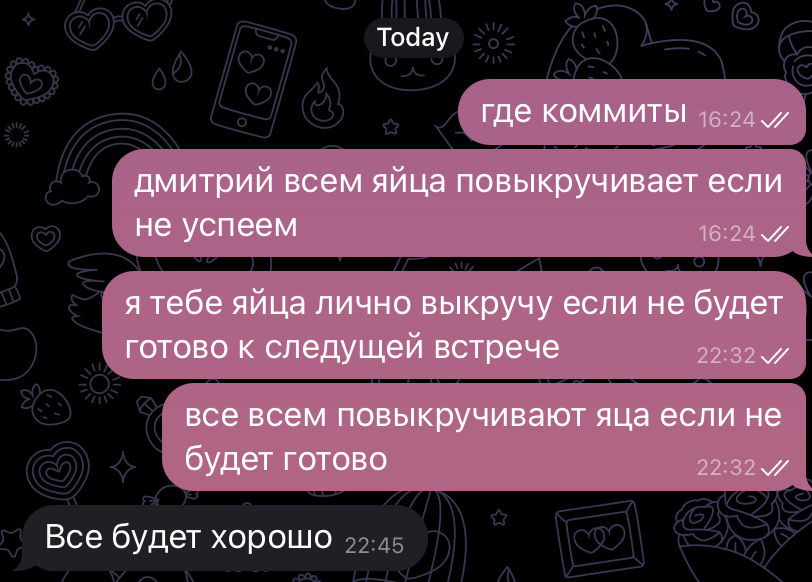 Today
где коммиты 16:24
дмитрий всем яйца повыкручивает если
не успеем 16:24
я тебе яйца лично выкручу если не будет
готово к следущей встрече 22:32
все всем повыкручивают яца если не
будет готово 22:32
Все будет хорошо 22:45